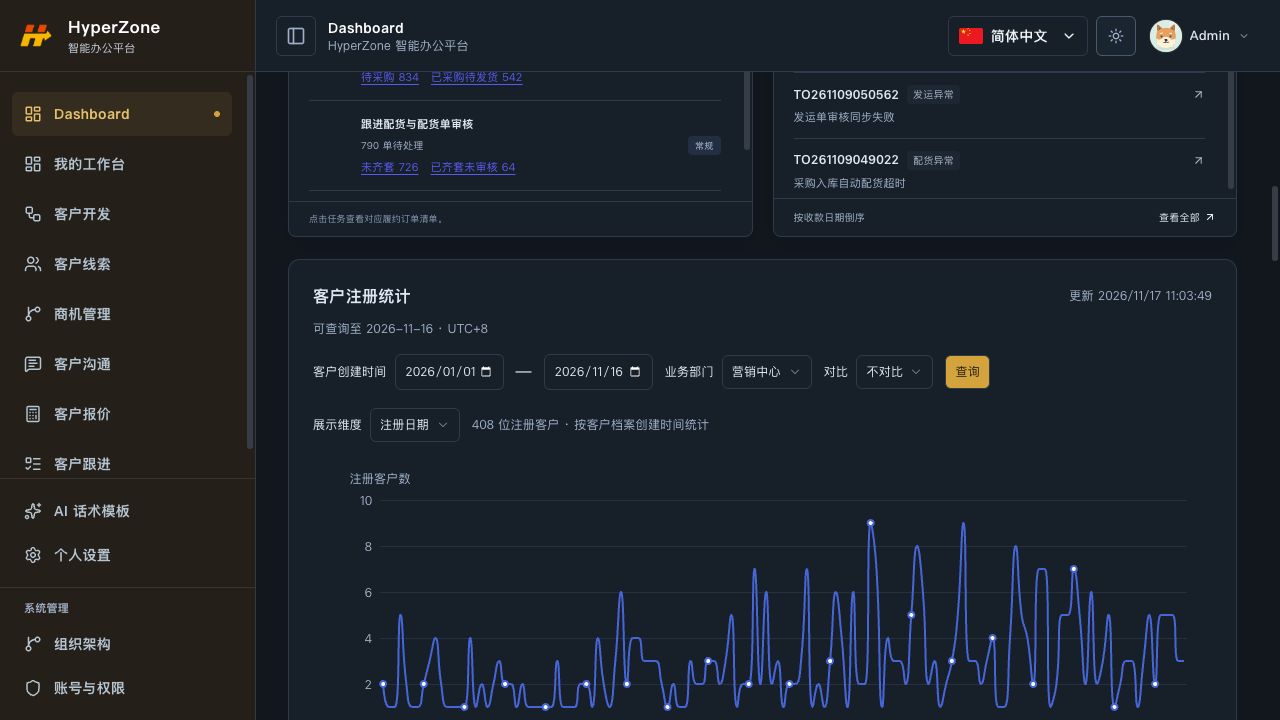 HyperZone
智能办公平台
Dashboard
我的工作台
客户开发
客户线索
商机管理
客户沟通
客户报价
客户跟进
AI 话术模板
个人设置
系统管理
组织架构
账号与权限
Dashboard
HyperZone 智能办公平台
简体中文
Admin
待采购 834 已采购待发货 542
跟进配货与配货单审核
790 单待处理
常规
未齐套 726 已齐套未审核 64
点击任务查看对应履约订单清单。
TO261109050562 发运异常
发运单审核同步失败
TO261109049022 配货异常
采购入库自动配货超时
按收款日期倒序
查看全部
客户注册统计
更新 2026/11/17 11:03:49
可查询至 2026-11-16 · UTC+8
客户创建时间 2026/01/01 — 2026/11/16 业务部门 营销中心 对比 不对比 查询
展示维度 注册日期 408 位注册客户 · 按客户档案创建时间统计
注册客户数
10
8
6
4
2